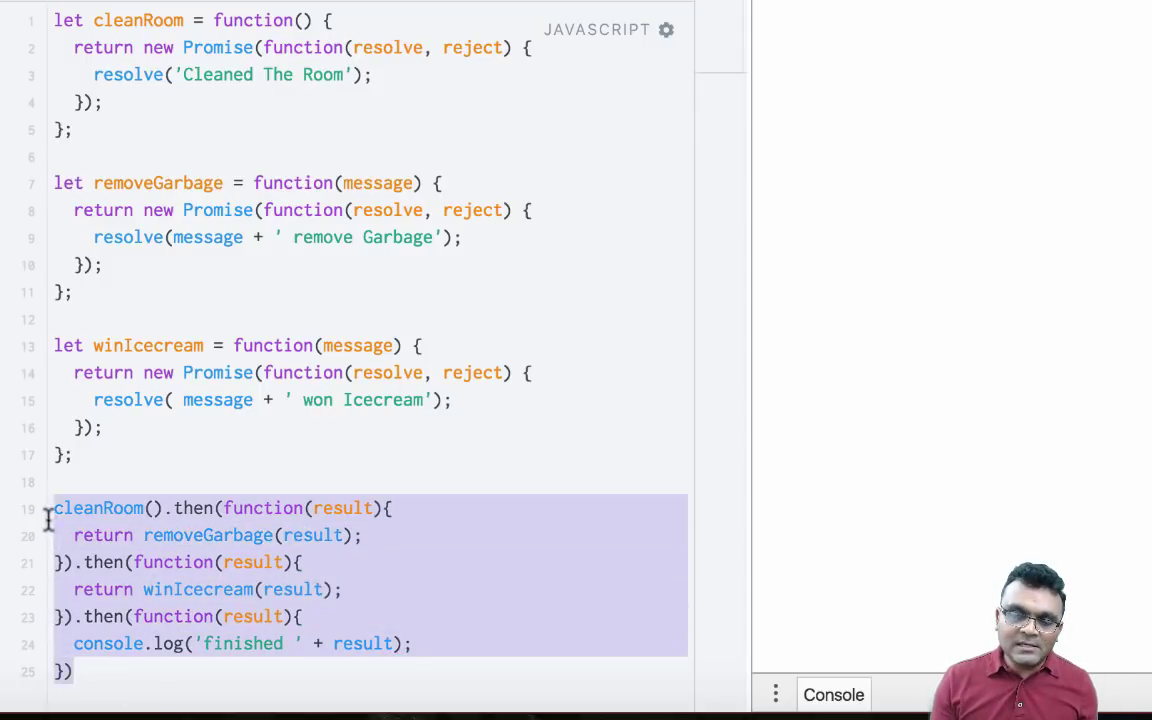 JAVASCRIPT
1 let cleanRoom = function() {
2 return new Promise(function(resolve, reject) {
3 resolve('Cleaned The Room');
4 });
5 };
6
7 let removeGarbage = function(message) {
8 return new Promise(function(resolve, reject) {
9 resolve(message + ' remove Garbage');
10 });
11 };
12
13 let winIcecream = function(message) {
14 return new Promise(function(resolve, reject) {
15 resolve( message + ' won Icecream');
16 });
17 };
18
19 cleanRoom().then(function(result){
20 return removeGarbage(result);
21 }).then(function(result){
22 return winIcecream(result);
23 }).then(function(result){
24 console.log('finished ' + result);
25 })
Console